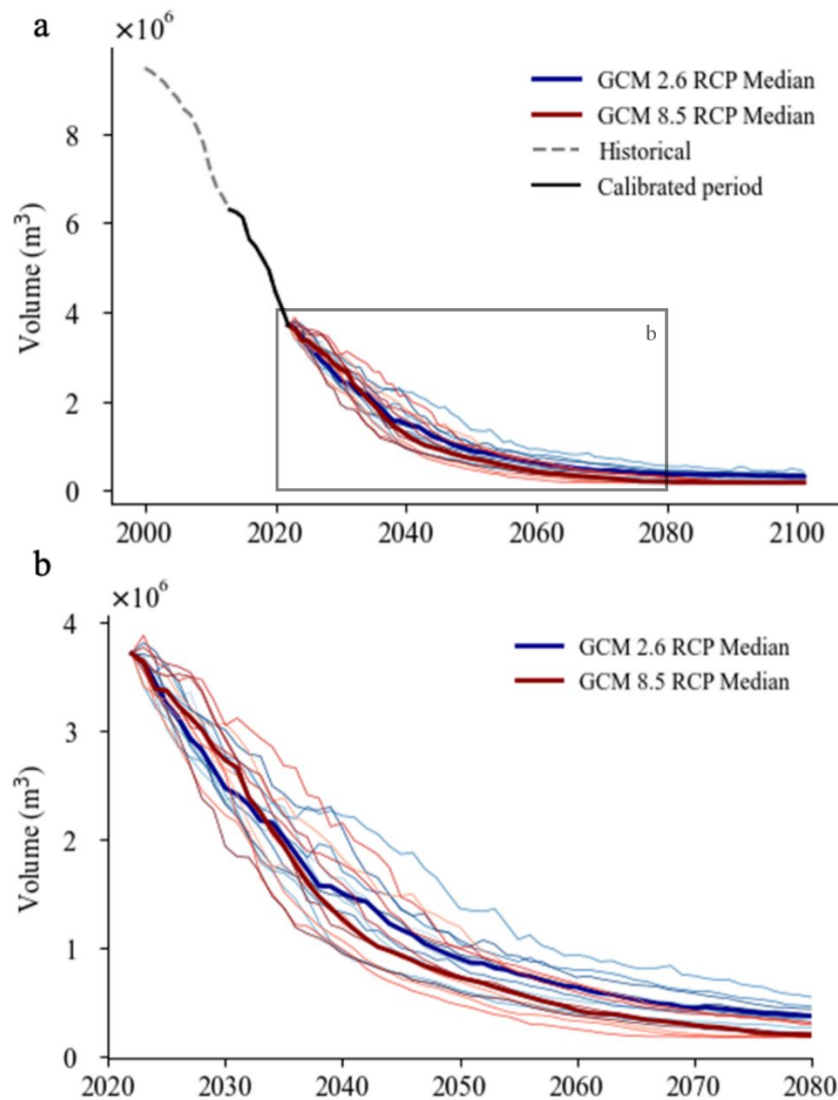 a
×10⁶
GCM 2.6 RCP Median
GCM 8.5 RCP Median
Historical
Calibrated period
Volume (m³)
8
6
4
2
0
b
2000 2020 2040 2060 2080 2100
b
×10⁶
GCM 2.6 RCP Median
GCM 8.5 RCP Median
Volume (m³)
4
3
2
1
0
2020 2030 2040 2050 2060 2070 2080